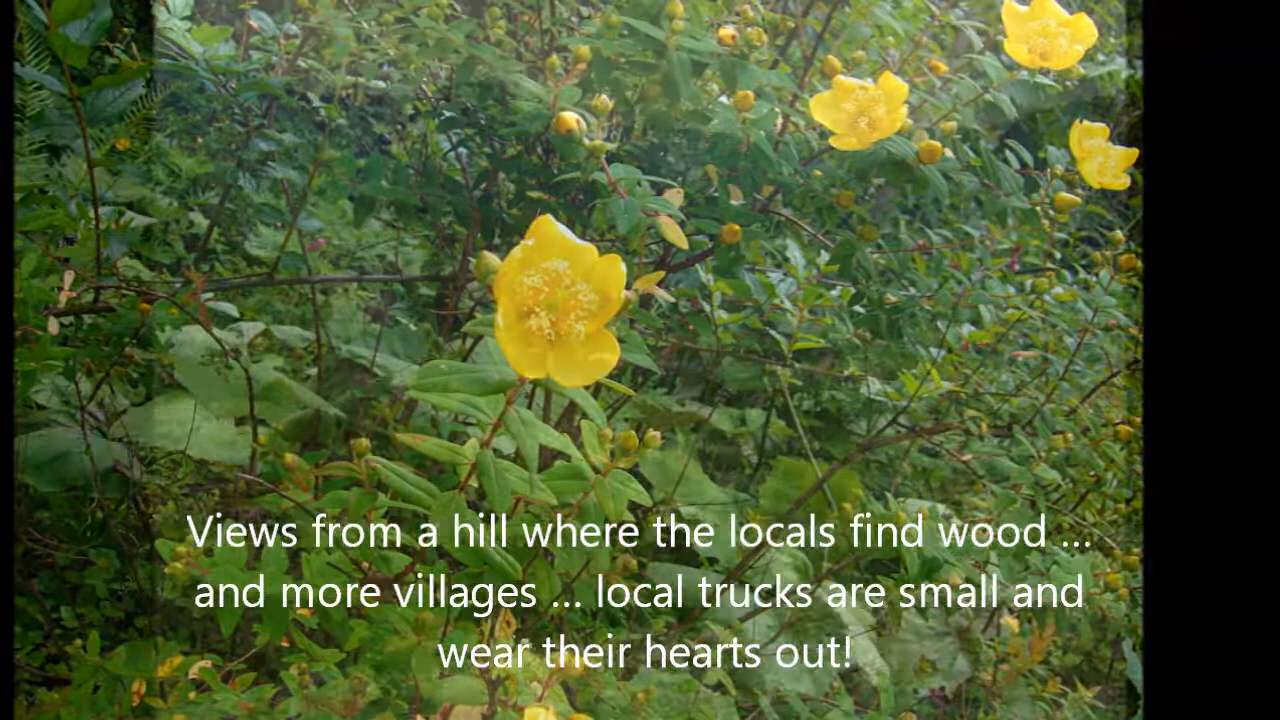 Views from a hill where the locals find wood ...
and more villages ... local trucks are small and
wear their hearts out!